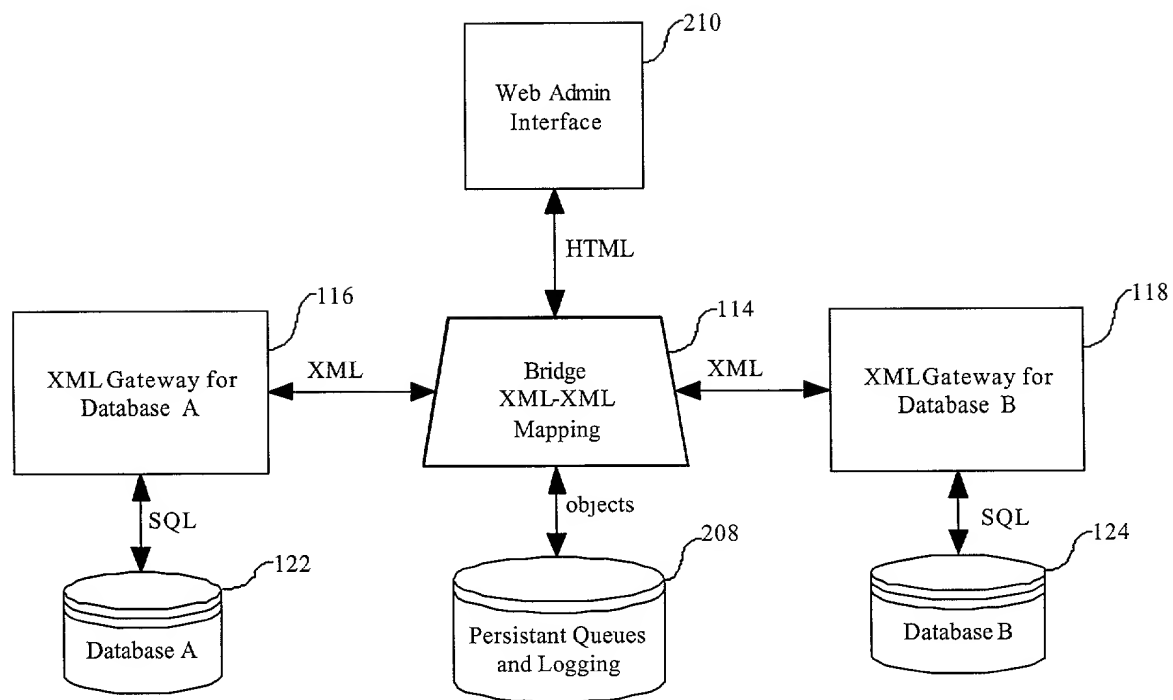 210
Web Admin
Interface
HTML
116
114
118
XML Gateway for
Database A
XML
Bridge
XML-XML
Mapping
XML
XML Gateway for
Database B
SQL
objects
SQL
122
208
124
Database A
Persistant Queues
and Logging
Database B